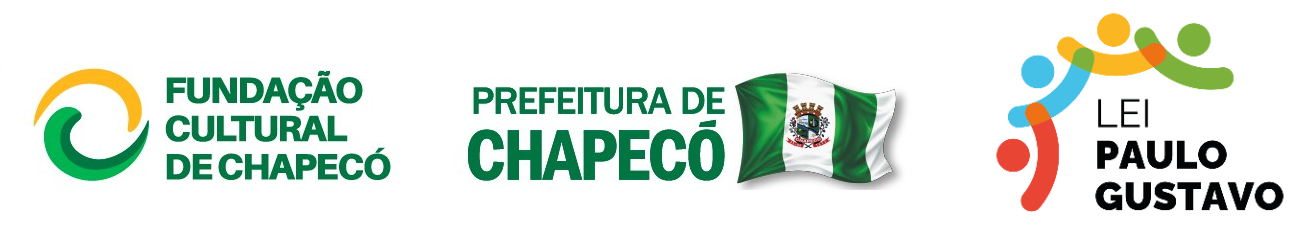 FUNDAÇÃO
CULTURAL
DE CHAPECÓ
PREFEITURA DE
CHAPECÓ
LEI
PAULO
GUSTAVO